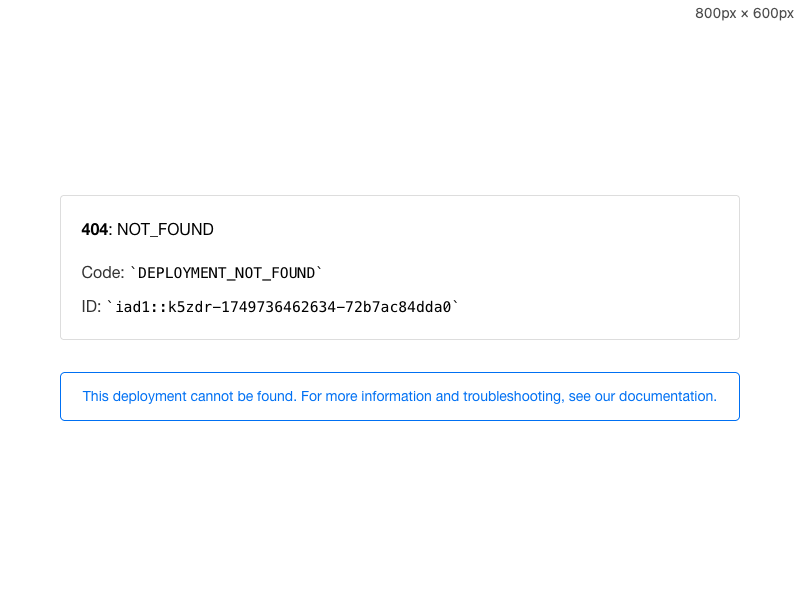 800px × 600px
404: NOT_FOUND
Code: `DEPLOYMENT_NOT_FOUND`
ID: `iad1::k5zdr-1749736462634-72b7ac84dda0`
This deployment cannot be found. For more information and troubleshooting, see our documentation.